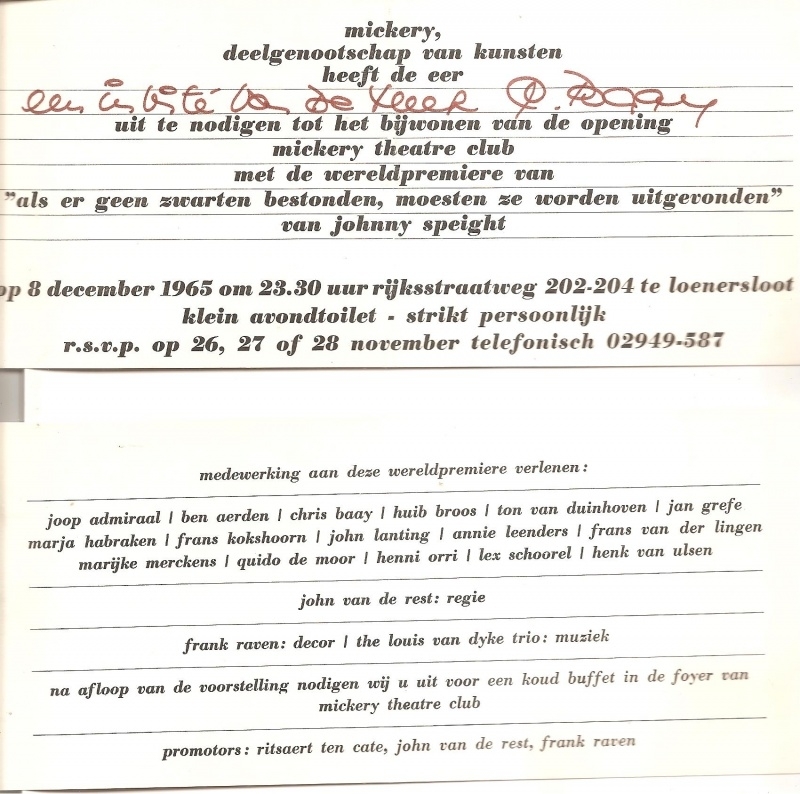 mickery,
deelgenootschap van kunsten
heeft de eer
een introducé van de Heer C. Baay
uit te nodigen tot het bijwonen van de opening
mickery theatre club
met de wereldpremiere van
"als er geen zwarten bestonden, moesten ze worden uitgevonden"
van johnny speight
op 8 december 1965 om 23.30 uur rijksstraatweg 202-204 te loenersloot
klein avondtoilet - strikt persoonlijk
r.s.v.p. op 26, 27 of 28 november telefonisch 02949-587
medewerking aan deze wereldpremiere verlenen:
joop admiraal | ben aerden | chris baay | huib broos | ton van duinhoven | jan grefe
marja habraken | frans kokshoorn | john lanting | annie leenders | frans van der lingen
marijke merckens | quido de moor | henni orri | lex schoorel | henk van ulsen
john van de rest: regie
frank raven: decor | the louis van dyke trio: muziek
na afloop van de voorstelling nodigen wij u uit voor een koud buffet in de foyer van
mickery theatre club
promotors: ritsaert ten cate, john van de rest, frank raven